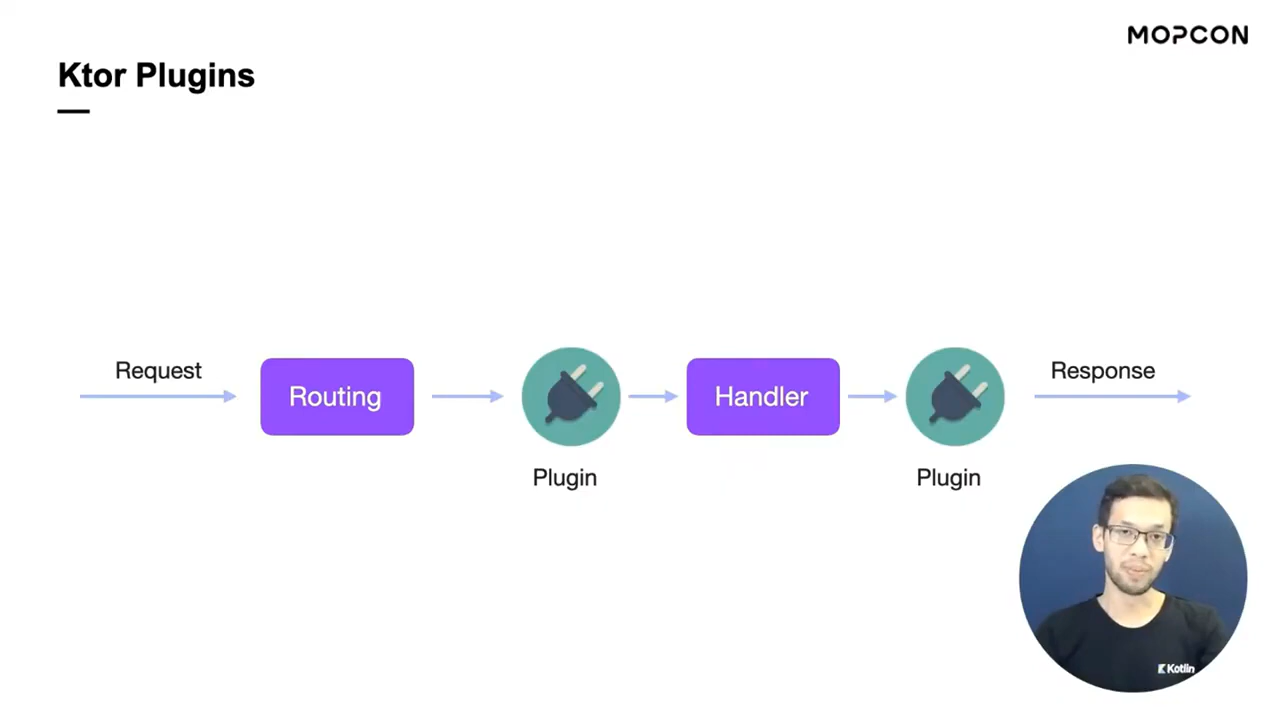 MOPCON
Ktor Plugins
Request
Routing
Plugin
Handler
Plugin
Response
Kotlin